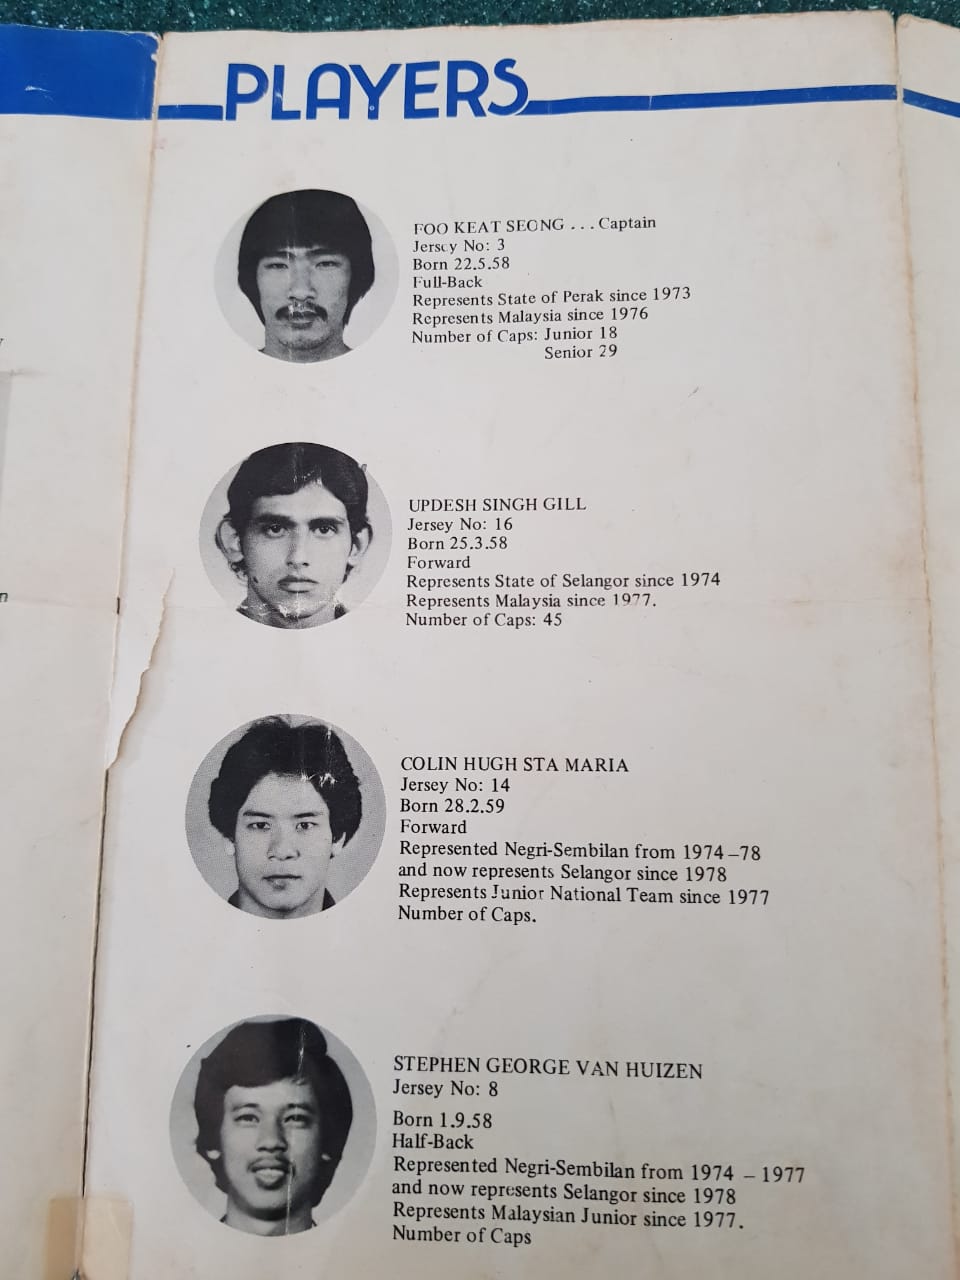 PLAYERS
FOO KEAT SEONG . . . Captain
Jersey No: 3
Born 22.5.58
Full-Back
Represents State of Perak since 1973
Represents Malaysia since 1976
Number of Caps: Junior 18
Senior 29
UPDESH SINGH GILL
Jersey No: 16
Born 25.3.58
Forward
Represents State of Selangor since 1974
Represents Malaysia since 1977.
Number of Caps: 45
COLIN HUGH STA MARIA
Jersey No: 14
Born 28.2.59
Forward
Represented Negri-Sembilan from 1974 –78
and now represents Selangor since 1978
Represents Junior National Team since 1977
Number of Caps.
STEPHEN GEORGE VAN HUIZEN
Jersey No: 8
Born 1.9.58
Half-Back
Represented Negri-Sembilan from 1974 – 1977
and now represents Selangor since 1978
Represents Malaysian Junior since 1977.
Number of Caps